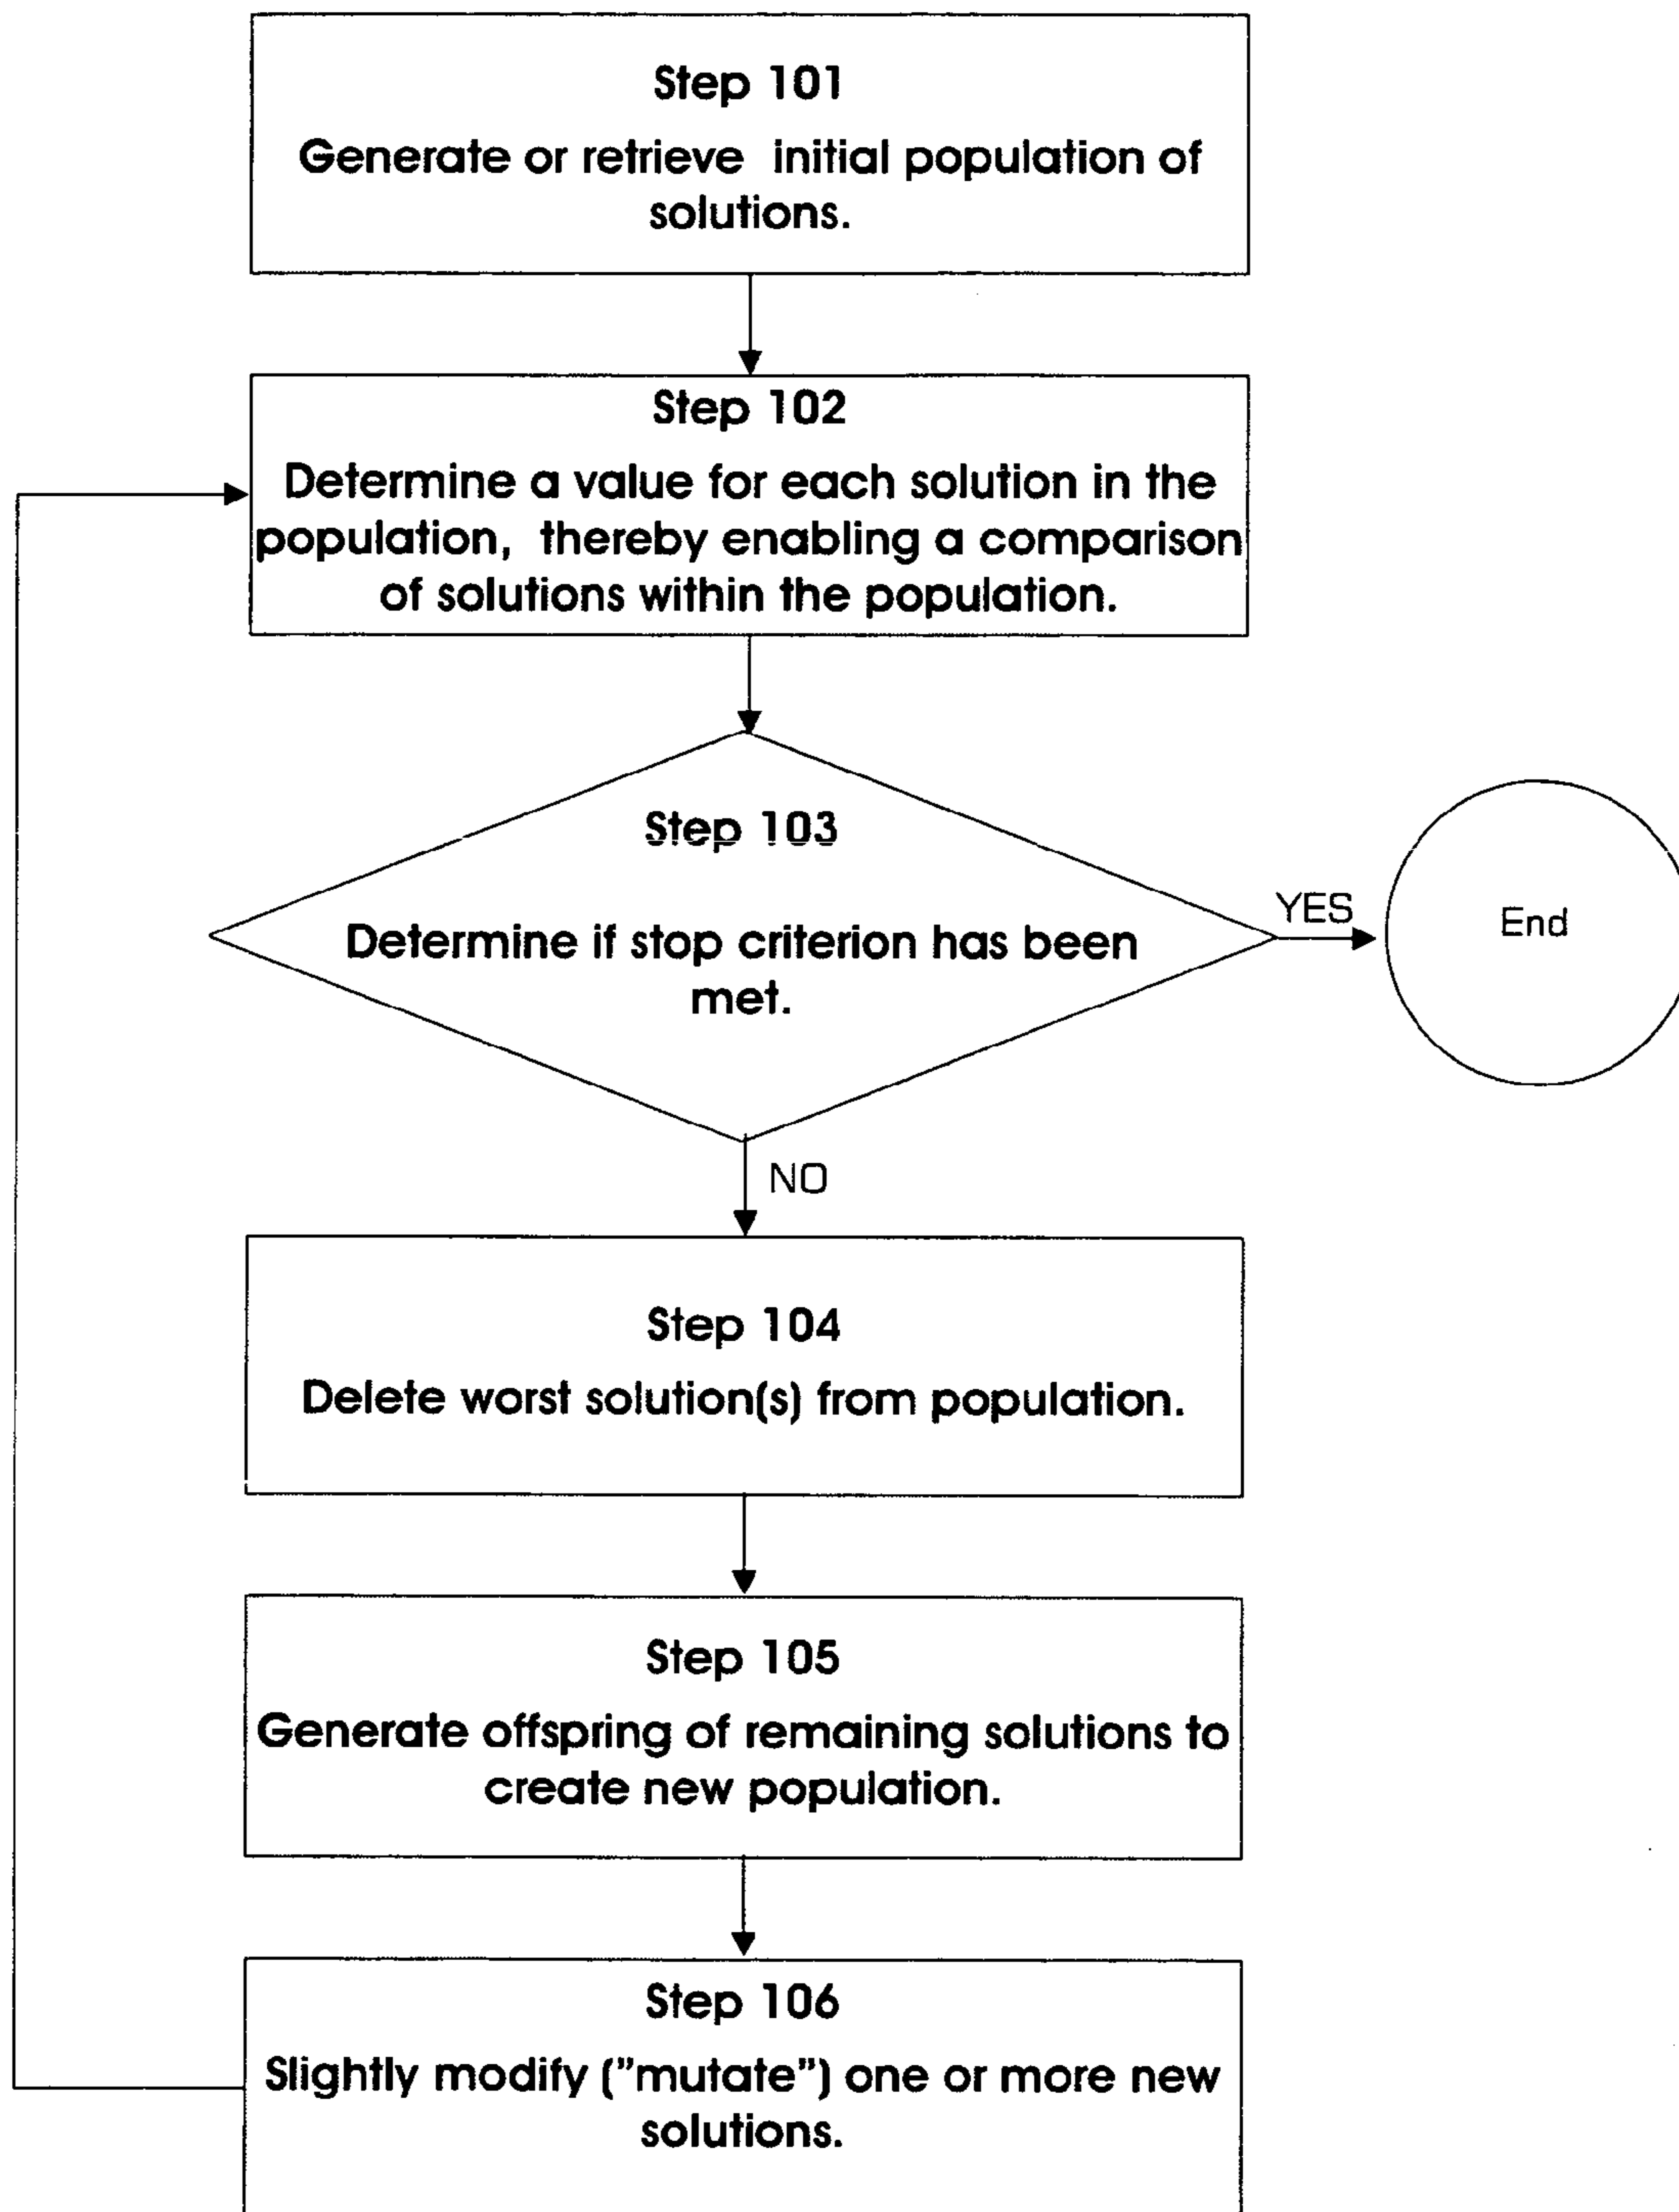 Step 101
Generate or retrieve initial population of
solutions.
Step 102
Determine a value for each solution in the
population, thereby enabling a comparison
of solutions within the population.
Step 103
Determine if stop criterion has been
met.
YES
End
NO
Step 104
Delete worst solution(s) from population.
Step 105
Generate offspring of remaining solutions to
create new population.
Step 106
Slightly modify ("mutate") one or more new
solutions.